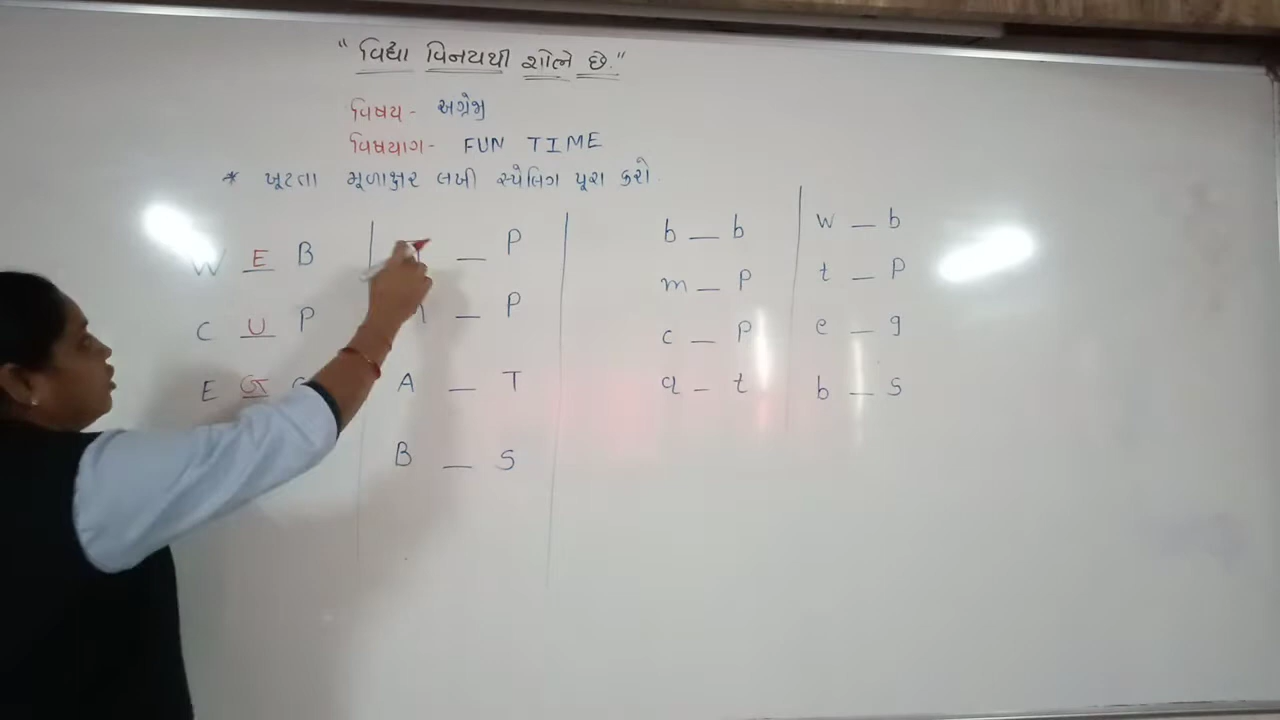 "વિદ્યા વિનયથી શોભે છે."
વિષય - અંગ્રેજી
વિષયાંગ - FUN TIME
* ખૂટતા મૂળાક્ષર લખી સ્પેલિંગ પૂરા કરો.
W E B
_ P
b _ b
w _ b
C U P
_ P
m _ P
t _ P
E G
A _ T
c _ P
e _ g
B _ S
a _ t
b _ s